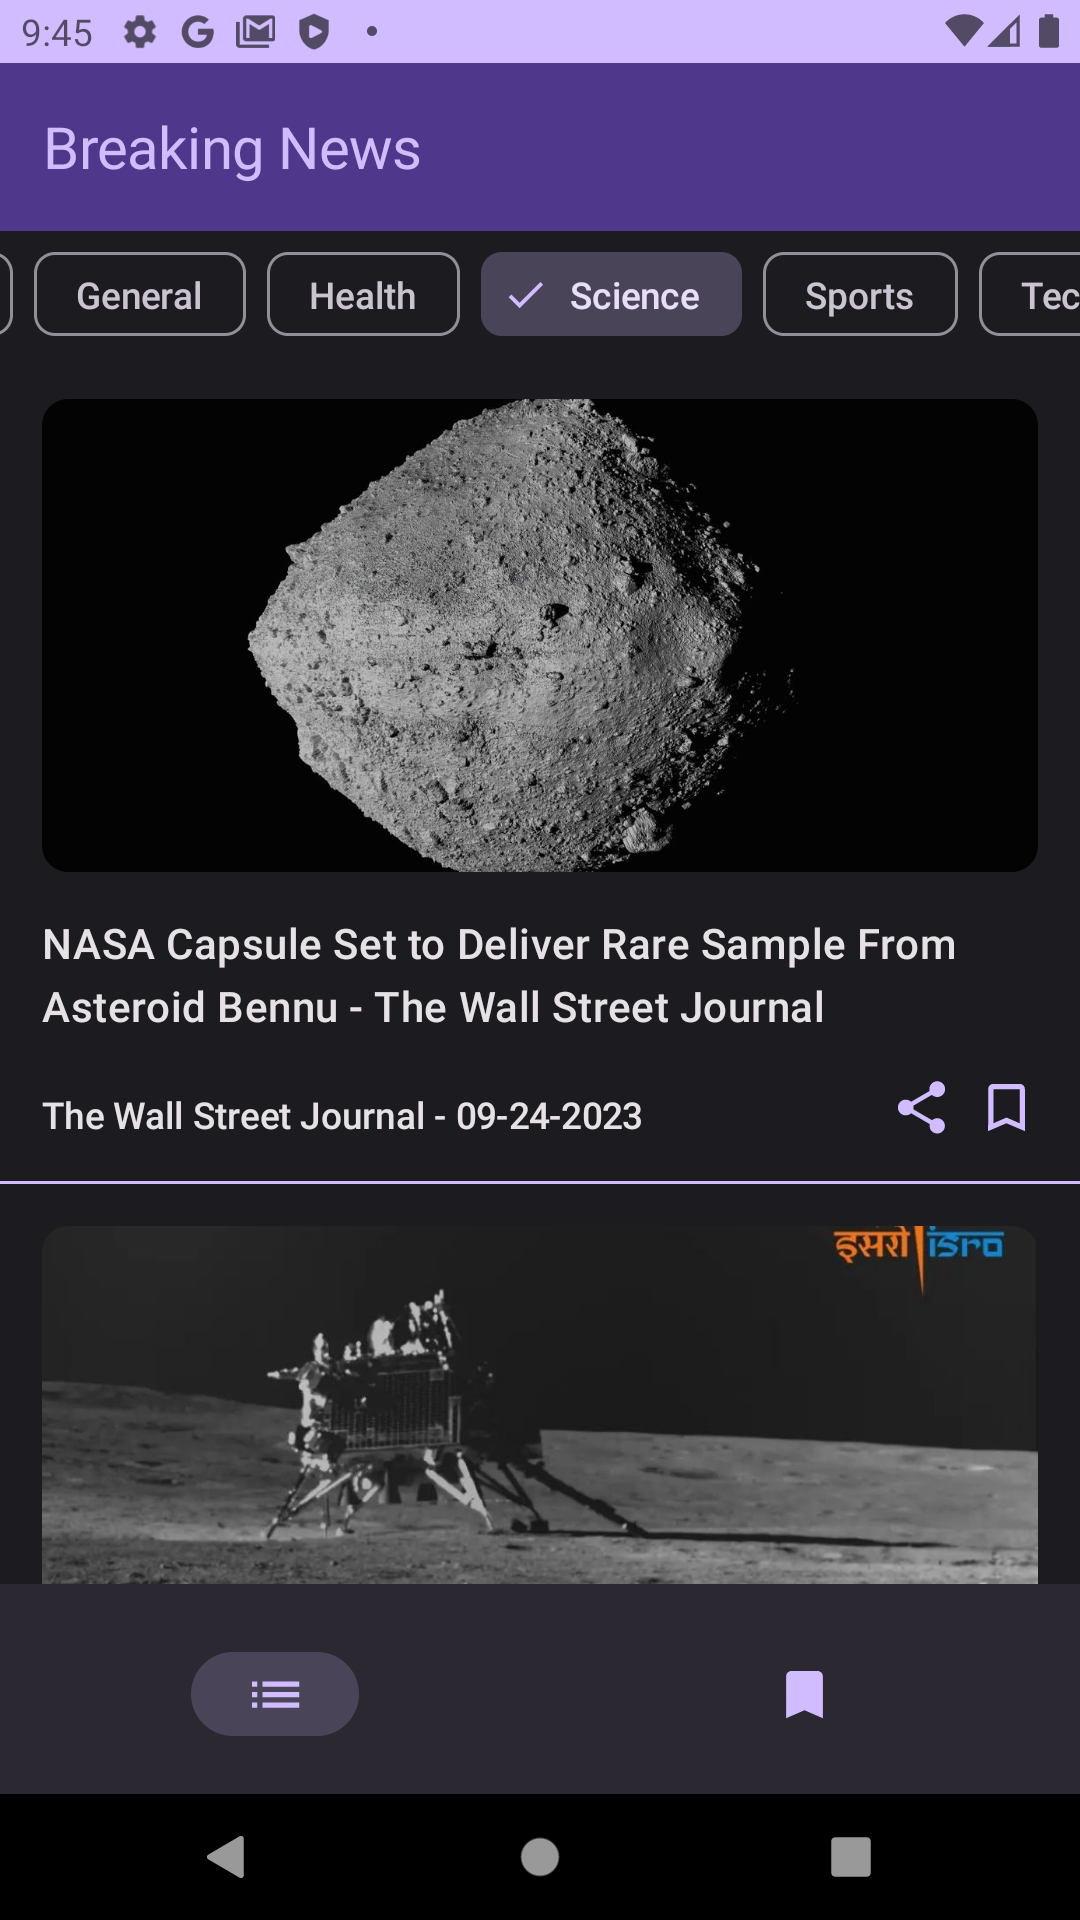 9:45
Breaking News
General
Health
Science
Sports
Tec
NASA Capsule Set to Deliver Rare Sample From
Asteroid Bennu - The Wall Street Journal
The Wall Street Journal - 09-24-2023
इसरो isro